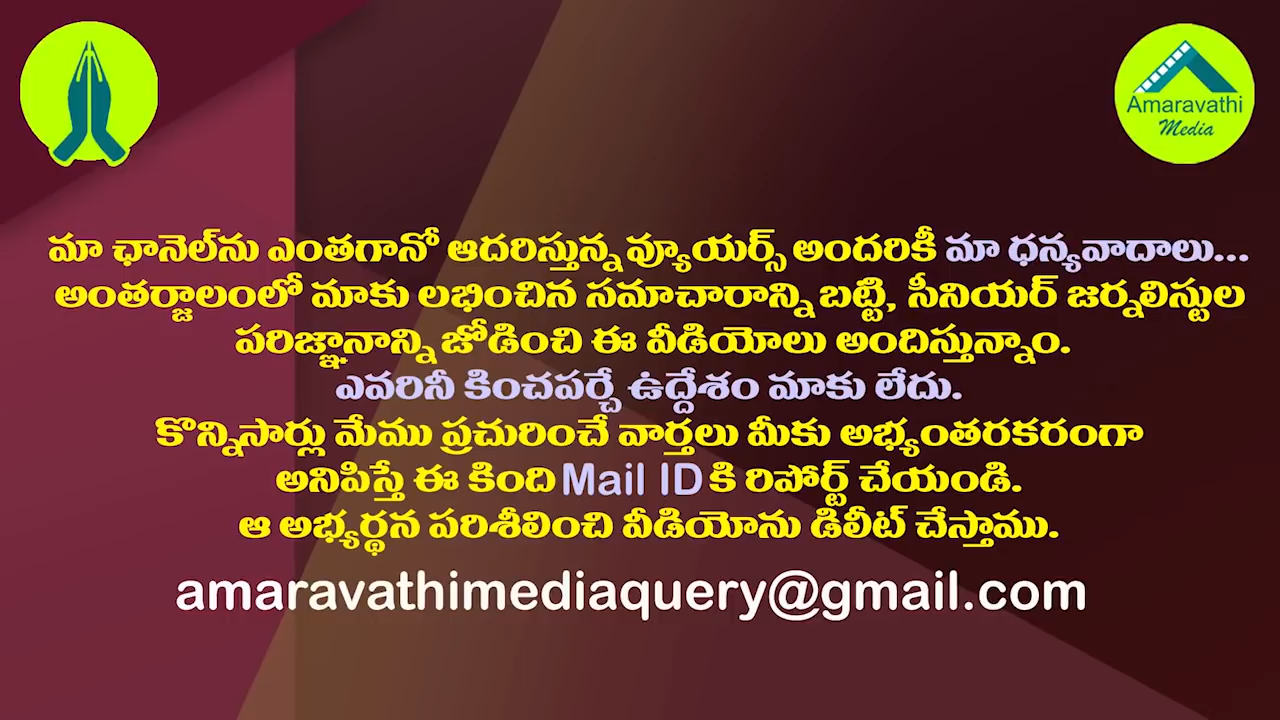 Amaravathi
Media
మా ఛానెల్‌ను ఎంతగానో ఆదరిస్తున్న వ్యూయర్స్ అందరికీ మా ధన్యవాదాలు...
అంతర్జాలంలో మాకు లభించిన సమాచారాన్ని బట్టి, సీనియర్ జర్నలిస్టుల
పరిజ్ఞానాన్ని జోడించి ఈ వీడియోలు అందిస్తున్నాం.
ఎవరినీ కించపర్చే ఉద్దేశం మాకు లేదు.
కొన్నిసార్లు మేము ప్రచురించే వార్తలు మీకు అభ్యంతరకరంగా
అనిపిస్తే ఈ కింది Mail ID కి రిపోర్ట్ చేయండి.
ఆ అభ్యర్థన పరిశీలించి వీడియోను డిలీట్ చేస్తాము.
amaravathimediaquery@gmail.com